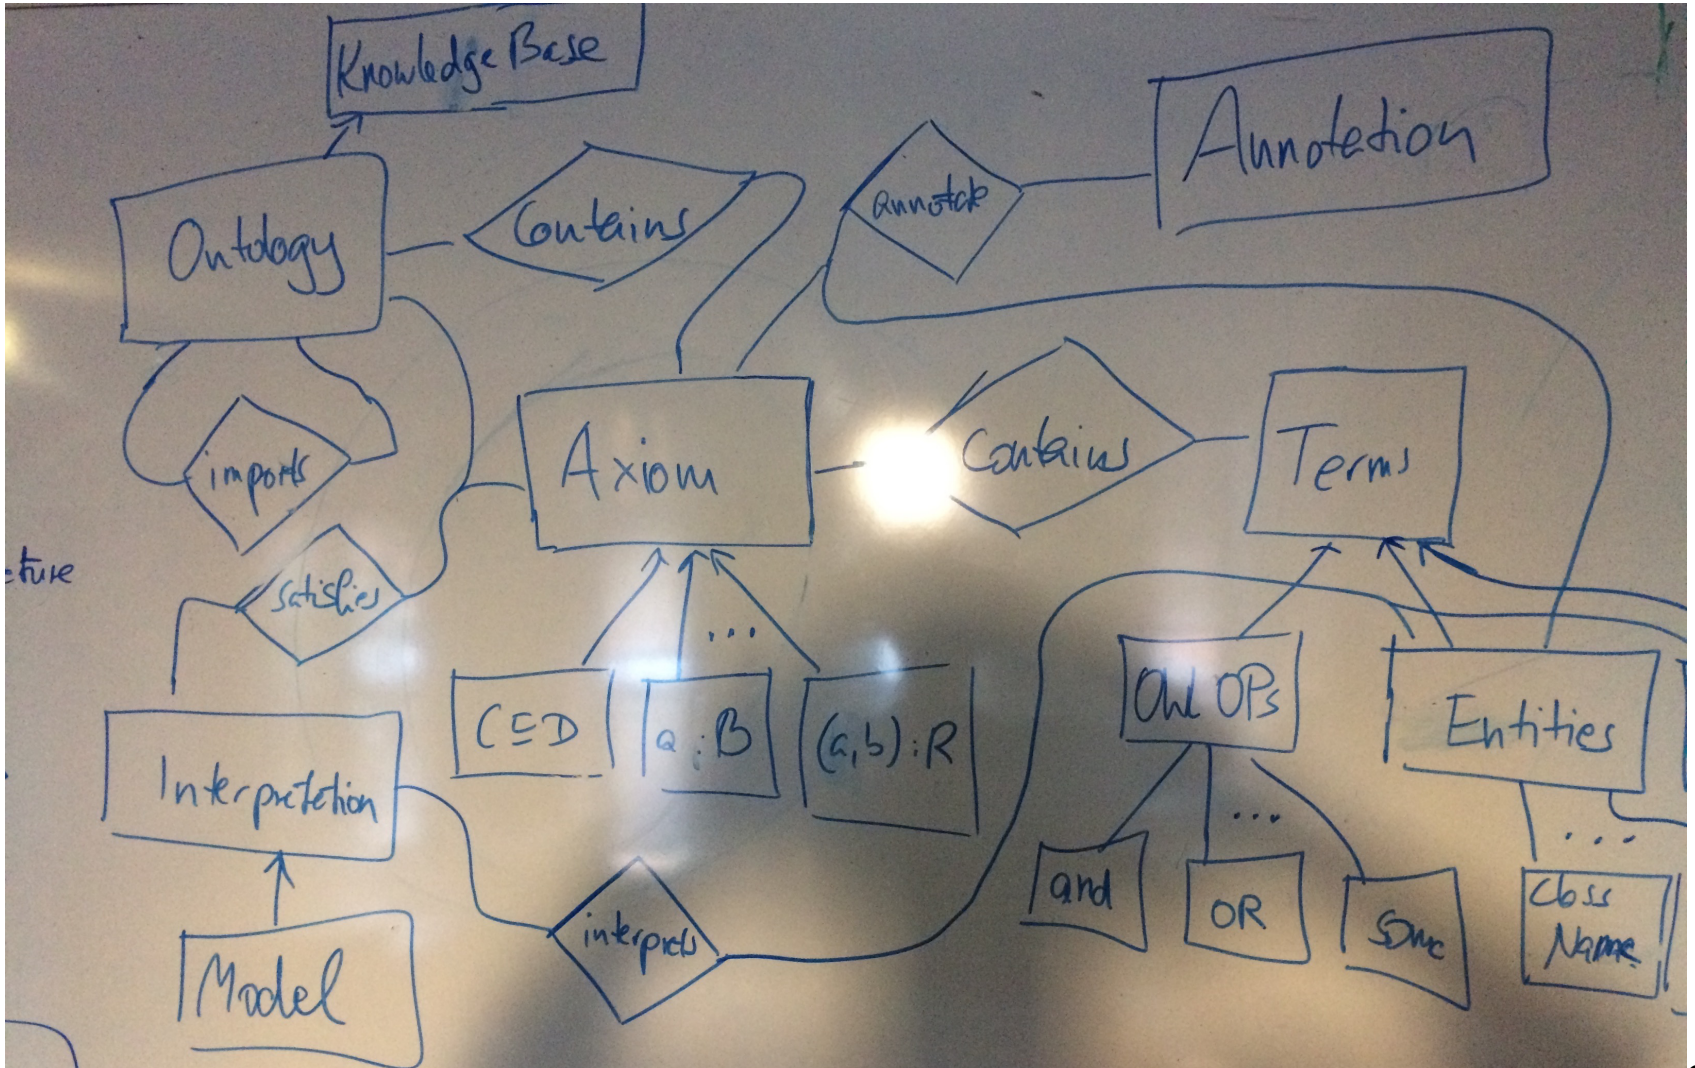 Knowledge Base
Ontology
Contains
annotate
Annotation
imports
Axiom
Contains
Terms
cture
satisfies
C⊑D
a:B
...
(a,b):R
OWL OPs
Entities
Interpretation
interprets
and
OR
...
some
...
Class
Name
Model